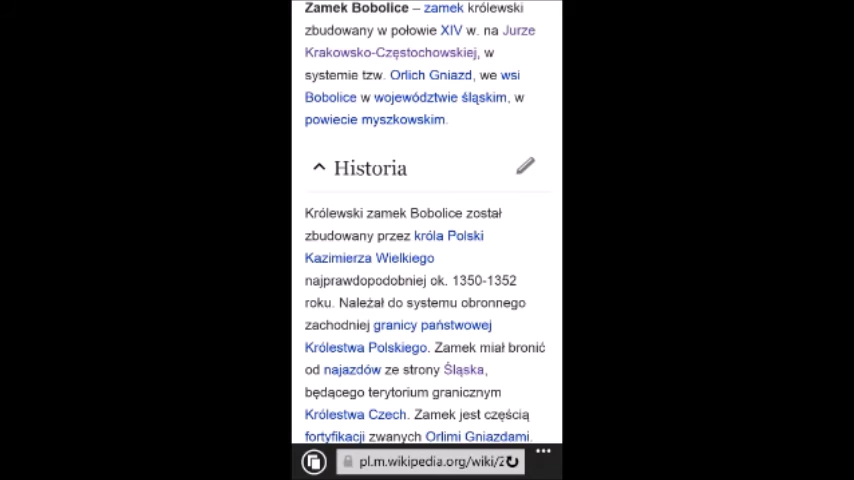 Zamek Bobolice – zamek królewski
zbudowany w połowie XIV w. na Jurze
Krakowsko-Częstochowskiej, w
systemie tzw. Orlich Gniazd, we wsi
Bobolice w województwie śląskim, w
powiecie myszkowskim.
Historia
Królewski zamek Bobolice został
zbudowany przez króla Polski
Kazimierza Wielkiego
najprawdopodobniej ok. 1350-1352
roku. Należał do systemu obronnego
zachodniej granicy państwowej
Królestwa Polskiego. Zamek miał bronić
od najazdów ze strony Śląska,
będącego terytorium granicznym
Królestwa Czech. Zamek jest częścią
fortyfikacji zwanych Orlimi Gniazdami.
pl.m.wikipedia.org/wiki/